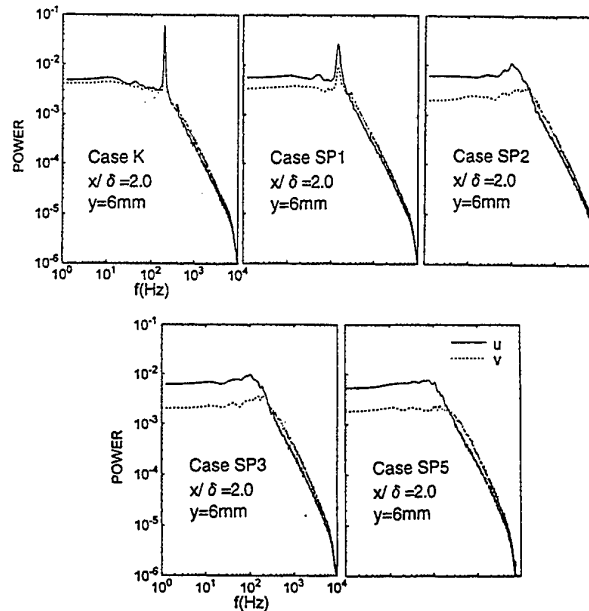 10⁻¹
10⁻²
10⁻³
10⁻⁴
10⁻⁵
10⁻⁶
POWER
Case K
x/ δ =2.0
y=6mm
10⁰ 10¹ 10² 10³ 10⁴
f(Hz)
Case SP1
x/ δ =2.0
y=6mm
Case SP2
x/ δ =2.0
y=6mm
10⁻¹
10⁻²
10⁻³
10⁻⁴
10⁻⁵
10⁻⁶
POWER
Case SP3
x/ δ =2.0
y=6mm
10⁰ 10¹ 10² 10³ 10⁴
f(Hz)
u
v
Case SP5
x/ δ =2.0
y=6mm